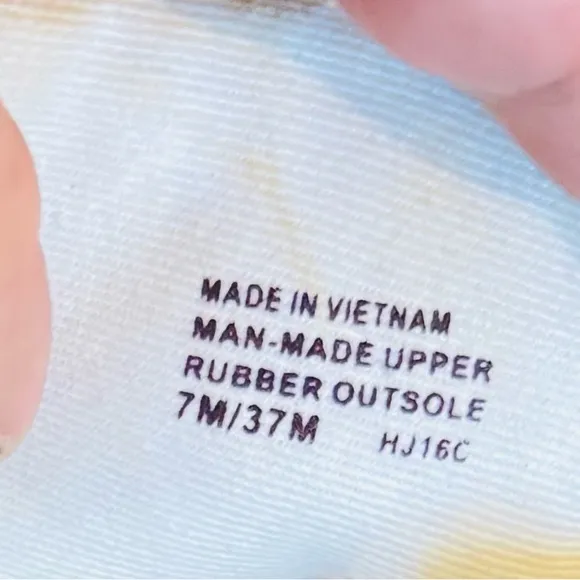 MADE IN VIETNAM
MAN-MADE UPPER
RUBBER OUTSOLE
7M/37M HJ16C